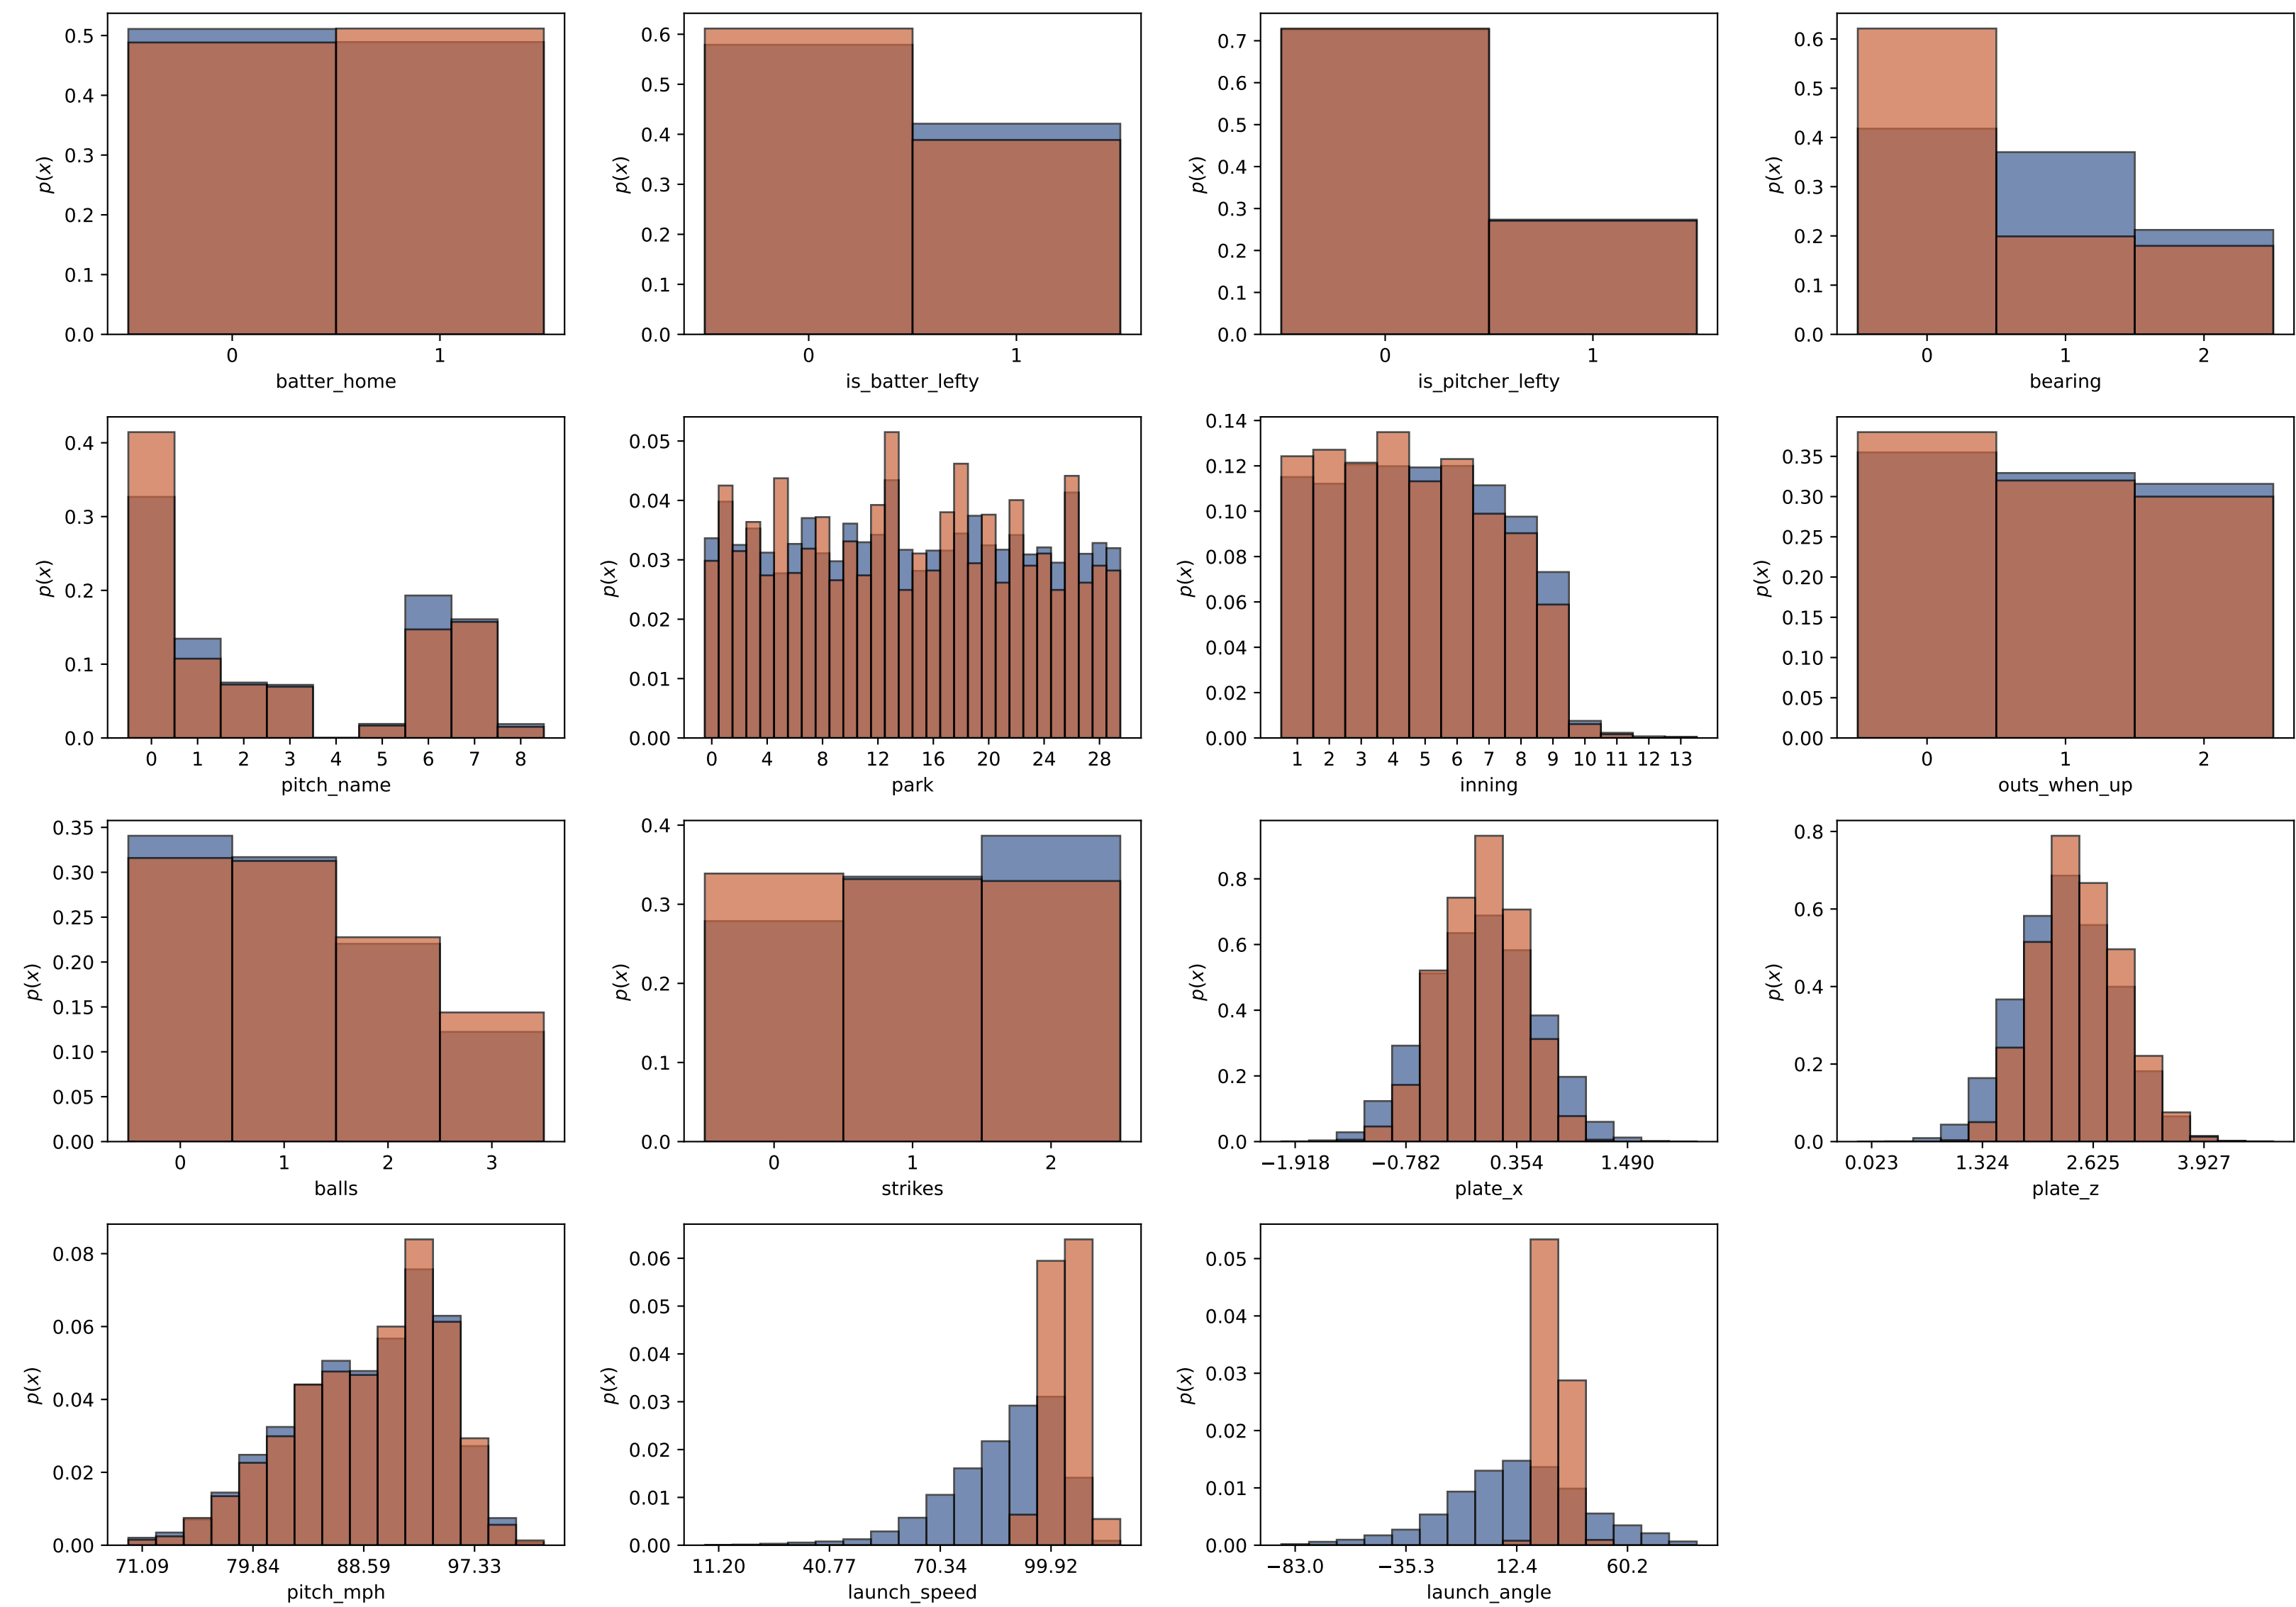 p(x)
0.5
0.4
0.3
0.2
0.1
0.0
0 1
batter_home
p(x)
0.6
0.5
0.4
0.3
0.2
0.1
0.0
0 1
is_batter_lefty
p(x)
0.7
0.6
0.5
0.4
0.3
0.2
0.1
0.0
0 1
is_pitcher_lefty
p(x)
0.6
0.5
0.4
0.3
0.2
0.1
0.0
0 1 2
bearing
p(x)
0.4
0.3
0.2
0.1
0.0
0 1 2 3 4 5 6 7 8
pitch_name
p(x)
0.05
0.04
0.03
0.02
0.01
0.00
0 4 8 12 16 20 24 28
park
p(x)
0.14
0.12
0.10
0.08
0.06
0.04
0.02
0.00
1 2 3 4 5 6 7 8 9 10 11 12 13
inning
p(x)
0.35
0.30
0.25
0.20
0.15
0.10
0.05
0.00
0 1 2
outs_when_up
p(x)
0.35
0.30
0.25
0.20
0.15
0.10
0.05
0.00
0 1 2 3
balls
p(x)
0.4
0.3
0.2
0.1
0.0
0 1 2
strikes
p(x)
0.8
0.6
0.4
0.2
0.0
−1.918 −0.782 0.354 1.490
plate_x
p(x)
0.8
0.6
0.4
0.2
0.0
0.023 1.324 2.625 3.927
plate_z
p(x)
0.08
0.06
0.04
0.02
0.00
71.09 79.84 88.59 97.33
pitch_mph
p(x)
0.06
0.05
0.04
0.03
0.02
0.01
0.00
11.20 40.77 70.34 99.92
launch_speed
p(x)
0.05
0.04
0.03
0.02
0.01
0.00
−83.0 −35.3 12.4 60.2
launch_angle